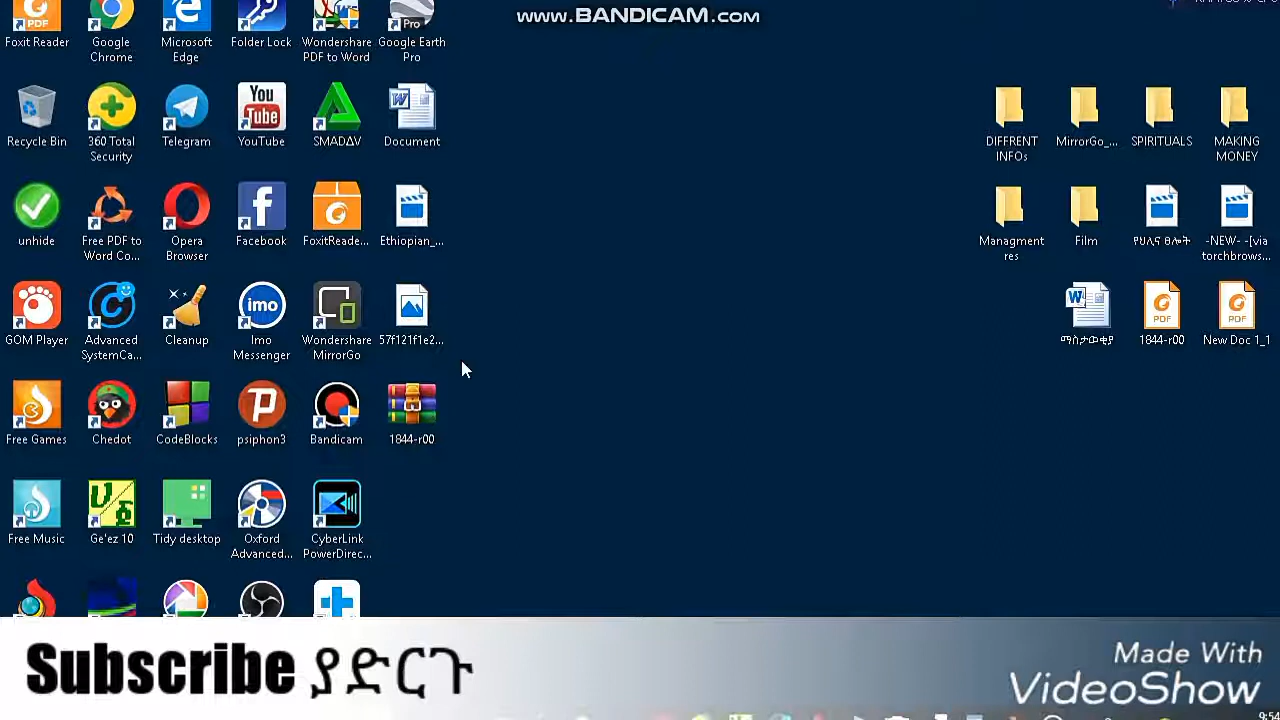 www.BANDICAM.com
Foxit Reader
Google Chrome
Microsoft Edge
Folder Lock
Wondershare PDF to Word
Google Earth Pro
Recycle Bin
360 Total Security
Telegram
YouTube
SMADΔV
Document
DIFFRENT INFOs
MirrorGo_...
SPIRITUALS
MAKING MONEY
unhide
Free PDF to Word Co...
Opera Browser
Facebook
FoxitReade...
Ethiopian_...
Managment res
Film
የህሊና ፀሎት
-NEW- -[via torchbrows...
GOM Player
Advanced SystemCa...
Cleanup
Imo Messenger
Wondershare MirrorGo
57f121f1e2...
ማስታወቂያ
1844-r00
New Doc 1_1
Free Games
Chedot
CodeBlocks
psiphon3
Bandicam
1844-r00
Free Music
Ge'ez 10
Tidy desktop
Oxford Advanced...
CyberLink PowerDirec...
Subscribe ያድርጉ
Made With
VideoShow